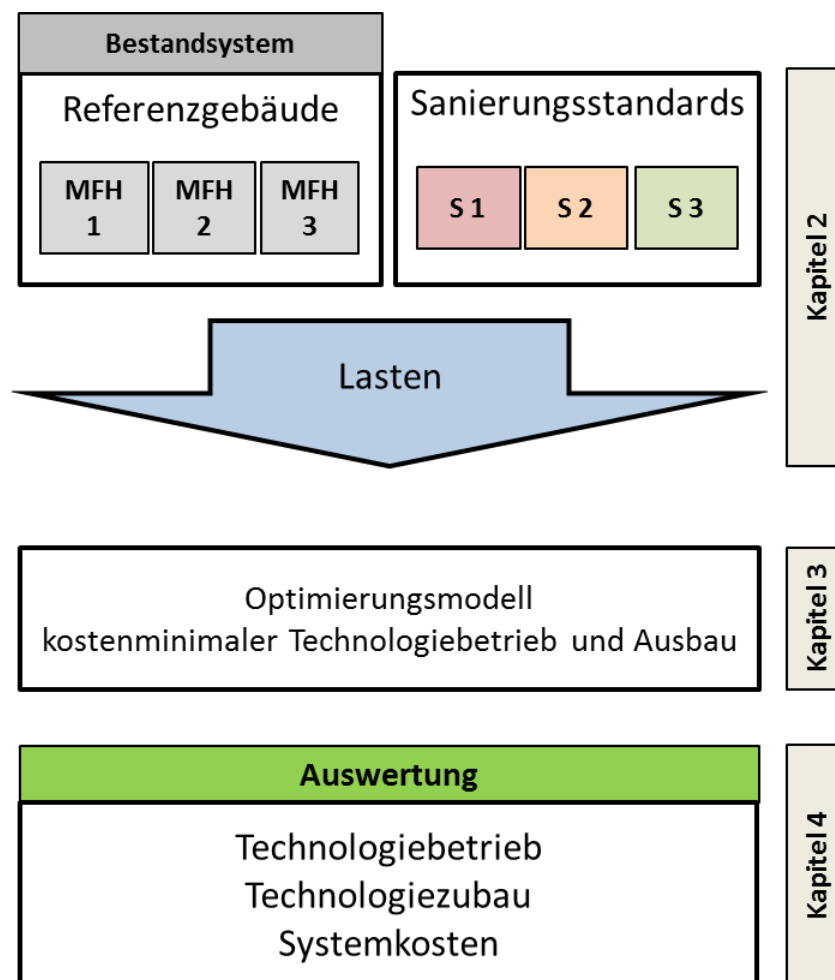 Bestandsystem
Referenzgebäude
MFH
1
MFH
2
MFH
3
Sanierungsstandards
S 1
S 2
S 3
Kapitel 2
Lasten
Optimierungsmodell
kostenminimaler Technologiebetrieb und Ausbau
Kapitel 3
Auswertung
Technologiebetrieb
Technologiezubau
Systemkosten
Kapitel 4